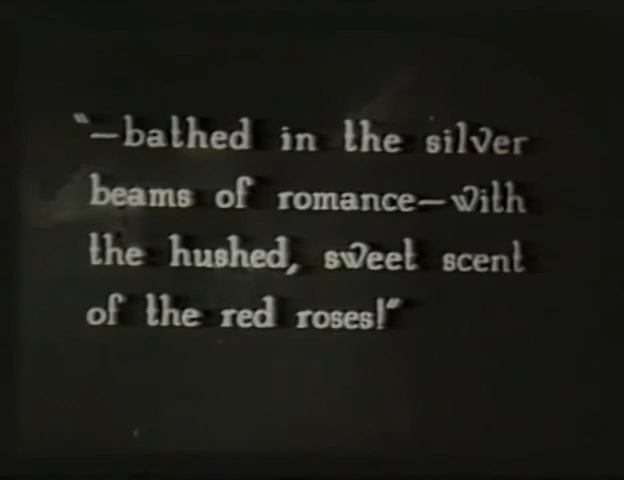 "—bathed in the silver
beams of romance—with
the hushed, sweet scent
of the red roses!"